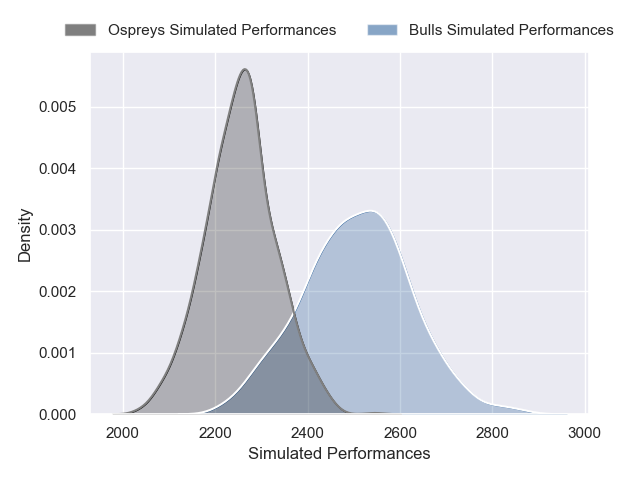 Ospreys Simulated Performances Bulls Simulated Performances
0.005
0.004
0.003
0.002
0.001
0.000
Density
2000 2200 2400 2600 2800 3000
Simulated Performances